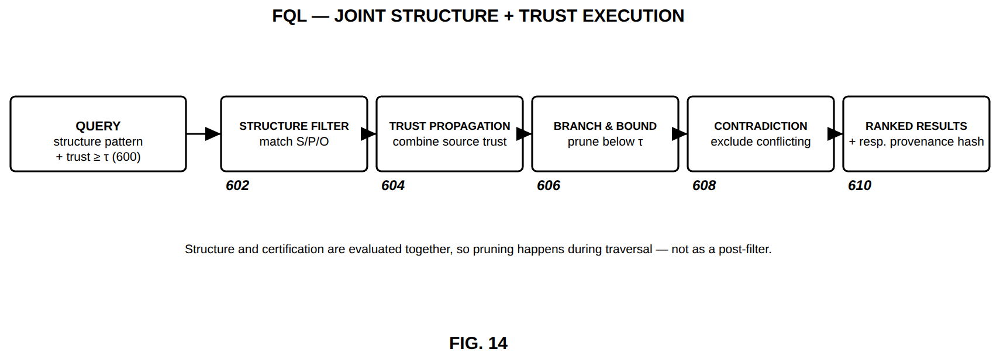 FQL — JOINT STRUCTURE + TRUST EXECUTION
QUERY
structure pattern
+ trust ≥ τ (600)
STRUCTURE FILTER
match S/P/O
602
TRUST PROPAGATION
combine source trust
604
BRANCH & BOUND
prune below τ
606
CONTRADICTION
exclude conflicting
608
RANKED RESULTS
+ resp. provenance hash
610
Structure and certification are evaluated together, so pruning happens during traversal — not as a post-filter.
FIG. 14